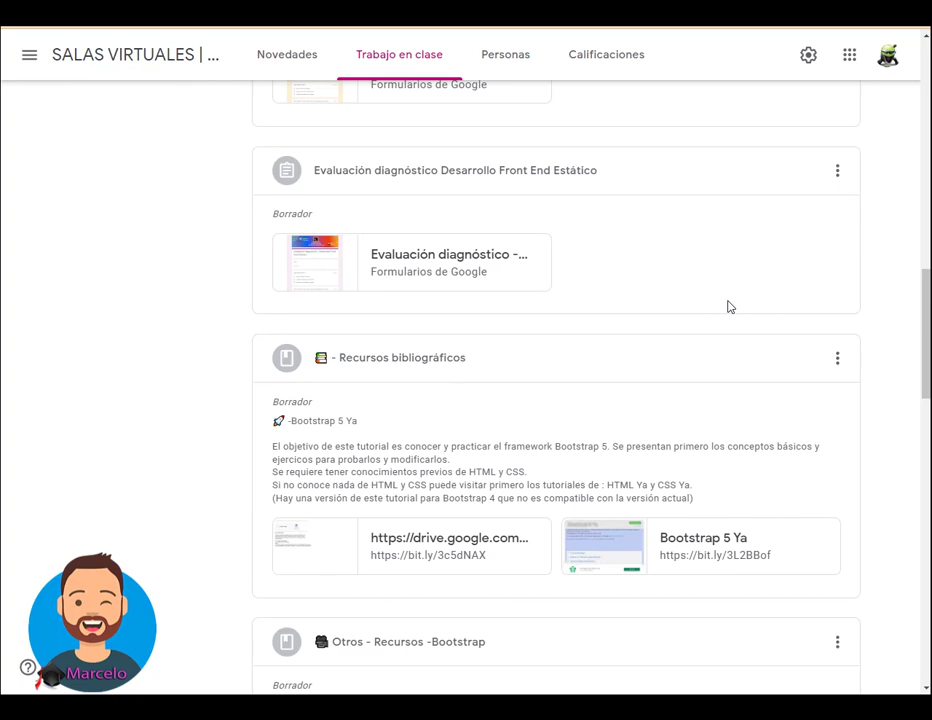 SALAS VIRTUALES | ...
Novedades
Trabajo en clase
Personas
Calificaciones
Formularios de Google
Evaluación diagnóstico Desarrollo Front End Estático
Borrador
Evaluación diagnóstico -...
Formularios de Google
- Recursos bibliográficos
Borrador
-Bootstrap 5 Ya
El objetivo de este tutorial es conocer y practicar el framework Bootstrap 5. Se presentan primero los conceptos básicos y
ejercicos para probarlos y modificarlos.
Se requiere tener conocimientos previos de HTML y CSS.
Si no conoce nada de HTML y CSS puede visitar primero los tutoriales de : HTML Ya y CSS Ya.
(Hay una versión de este tutorial para Bootstrap 4 que no es compatible con la versión actual)
https://drive.google.com...
https://bit.ly/3c5dNAX
Bootstrap 5 Ya
https://bit.ly/3L2BBof
Otros - Recursos -Bootstrap
Borrador
Marcelo